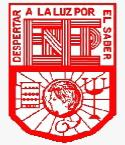 DESPERTAR
A LA LUZ POR
EL SABER
ENP